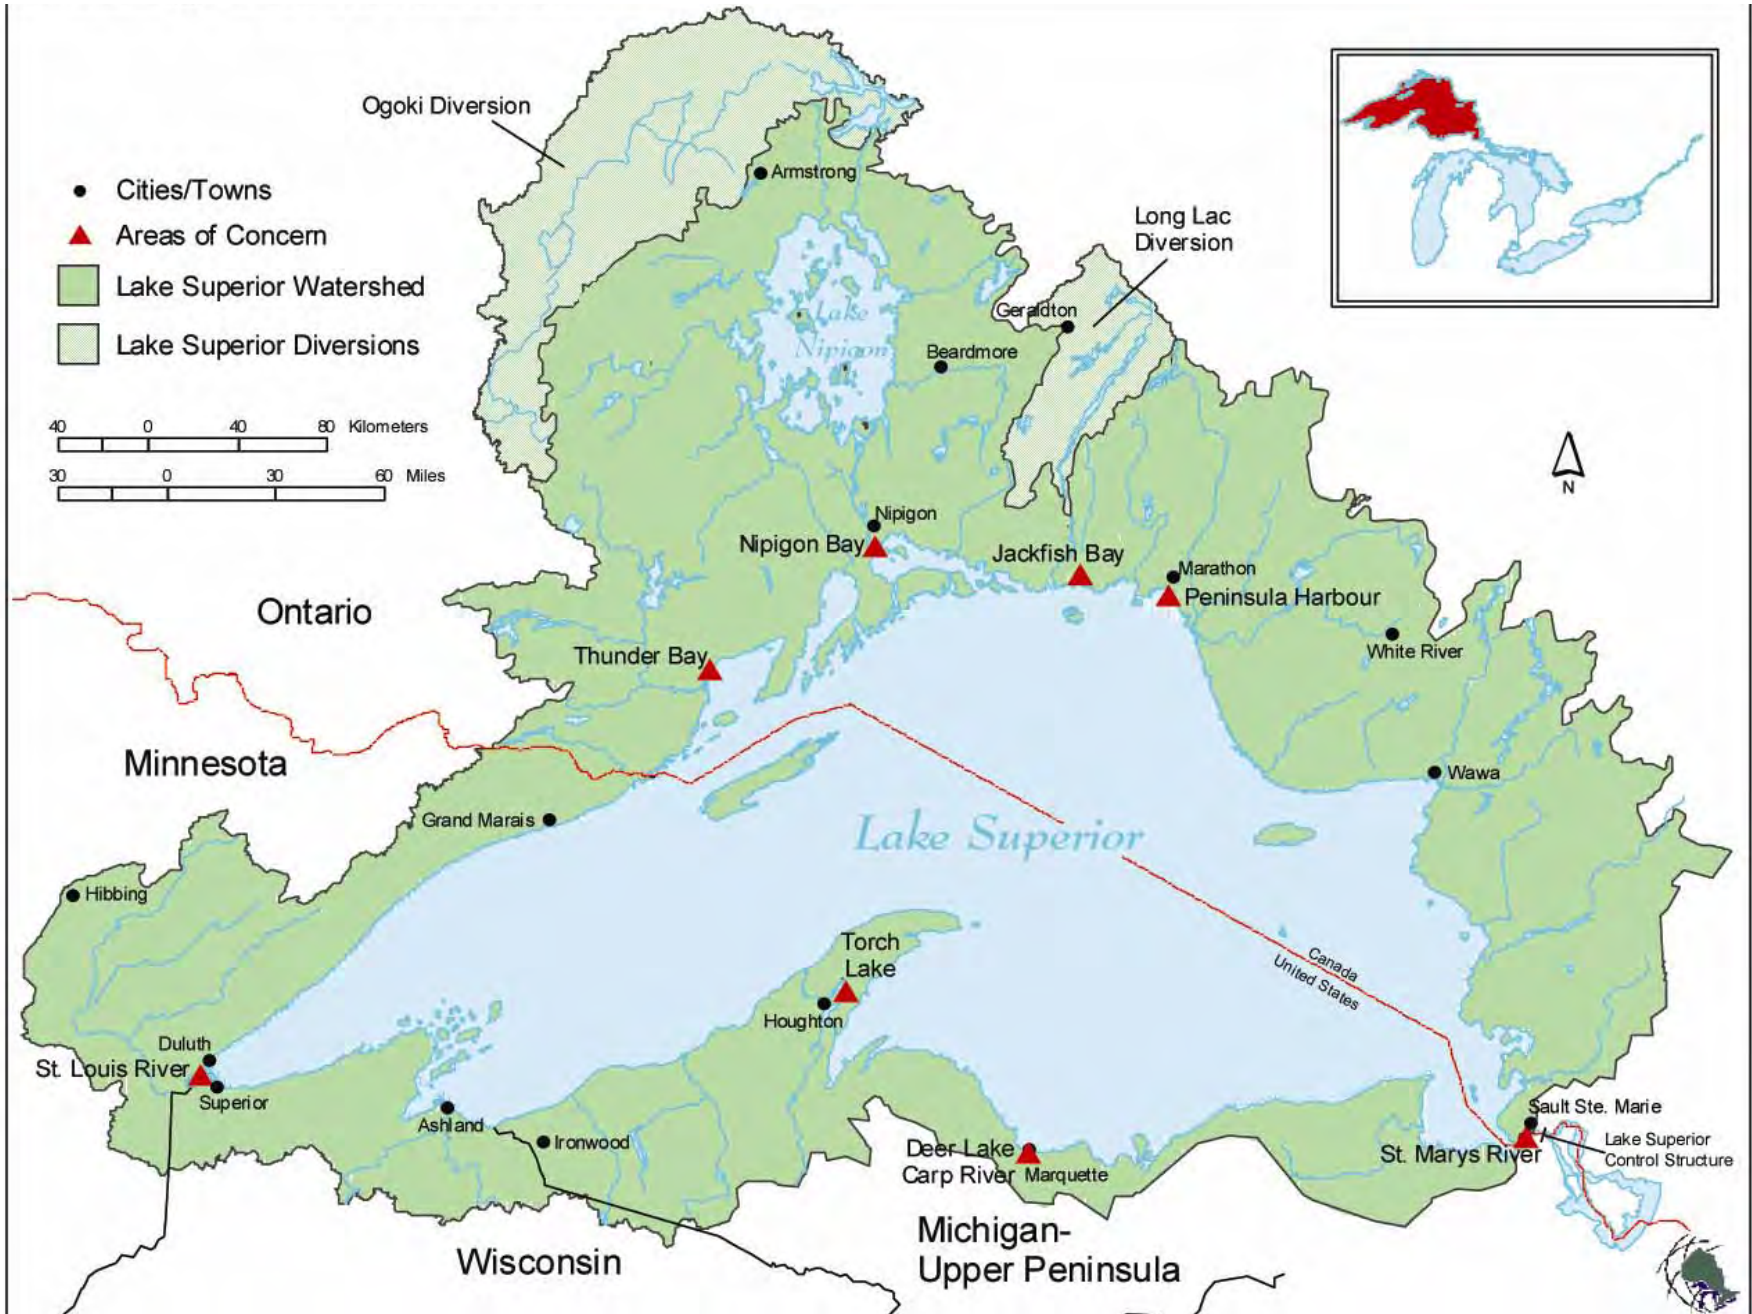 Ogoki Diversion
Cities/Towns
Areas of Concern
Lake Superior Watershed
Lake Superior Diversions
40 0 40 80 Kilometers
30 0 30 60 Miles
Armstrong
Long Lac
Diversion
Lake
Nipigon
Geraldton
Beardmore
N
Nipigon
Nipigon Bay
Jackfish Bay
Marathon
Peninsula Harbour
Ontario
White River
Thunder Bay
Minnesota
Wawa
Grand Marais
Lake Superior
Hibbing
Torch
Lake
Canada
United States
Houghton
Duluth
St. Louis River
Superior
Ashland
Ironwood
Sault Ste. Marie
St. Marys River
Lake Superior
Control Structure
Deer Lake
Carp River
Marquette
Wisconsin
Michigan-
Upper Peninsula